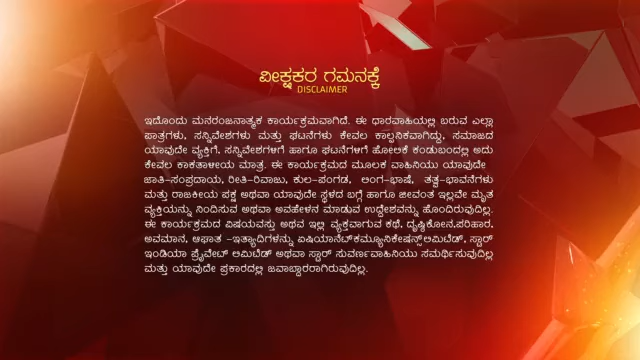 ವೀಕ್ಷಕರ ಗಮನಕ್ಕೆ
DISCLAIMER
ಇದೊಂದು ಮನರಂಜನಾತ್ಮಕ ಕಾರ್ಯಕ್ರಮವಾಗಿದೆ. ಈ ಧಾರವಾಹಿಯಲ್ಲಿ ಬರುವ ಎಲ್ಲಾ
ಪಾತ್ರಗಳು, ಸನ್ನಿವೇಶಗಳು ಮತ್ತು ಘಟನೆಗಳು ಕೇವಲ ಕಾಲ್ಪನಿಕವಾಗಿದ್ದು, ಸಮಾಜದ
ಯಾವುದೇ ವ್ಯಕ್ತಿಗೆ, ಸನ್ನಿವೇಶಗಳಿಗೆ ಹಾಗೂ ಘಟನೆಗಳಿಗೆ ಹೋಲಿಕೆ ಕಂಡುಬಂದಲ್ಲಿ ಅದು
ಕೇವಲ ಕಾಕತಾಳೀಯ ಮಾತ್ರ. ಈ ಕಾರ್ಯಕ್ರಮದ ಮೂಲಕ ವಾಹಿನಿಯು ಯಾವುದೇ
ಜಾತಿ-ಸಂಪ್ರದಾಯ, ರೀತಿ-ರಿವಾಜು, ಕುಲ-ಪಂಗಡ, ಲಿಂಗ-ಭಾಷೆ, ತತ್ವ-ಭಾವನೆಗಳು
ಮತ್ತು ರಾಜಕೀಯ ಪಕ್ಷ ಅಥವಾ ಯಾವುದೇ ಸ್ಥಳದ ಬಗ್ಗೆ ಹಾಗೂ ಜೀವಂತ ಇಲ್ಲವೇ ಮೃತ
ವ್ಯಕ್ತಿಯನ್ನು ನಿಂದಿಸುವ ಅಥವಾ ಅವಹೇಳನ ಮಾಡುವ ಉದ್ದೇಶವನ್ನು ಹೊಂದಿರುವುದಿಲ್ಲ.
ಈ ಕಾರ್ಯಕ್ರಮದ ವಿಷಯವಸ್ತು ಅಥವ ಇಲ್ಲಿ ವ್ಯಕ್ತವಾಗುವ ಕಥೆ, ದೃಷ್ಠಿಕೋನ,ಪರಿಹಾರ,
ಅವಮಾನ, ಆಘಾತ -ಇತ್ಯಾದಿಗಳನ್ನು ಏಷಿಯಾನೆಟ್‌ಕಮ್ಯೂನಿಕೇಷನ್ಸ್‌ಲಿಮಿಟೆಡ್, ಸ್ಟಾರ್
ಇಂಡಿಯಾ ಪ್ರೈವೇಟ್ ಲಿಮಿಟೆಡ್ ಅಥವಾ ಸ್ಟಾರ್ ಸುವರ್ಣವಾಹಿನಿಯು ಸಮರ್ಥಿಸುವುದಿಲ್ಲ
ಮತ್ತು ಯಾವುದೇ ಪ್ರಕಾರದಲ್ಲಿ ಜವಾಬ್ದಾರರಾಗಿರುವುದಿಲ್ಲ.